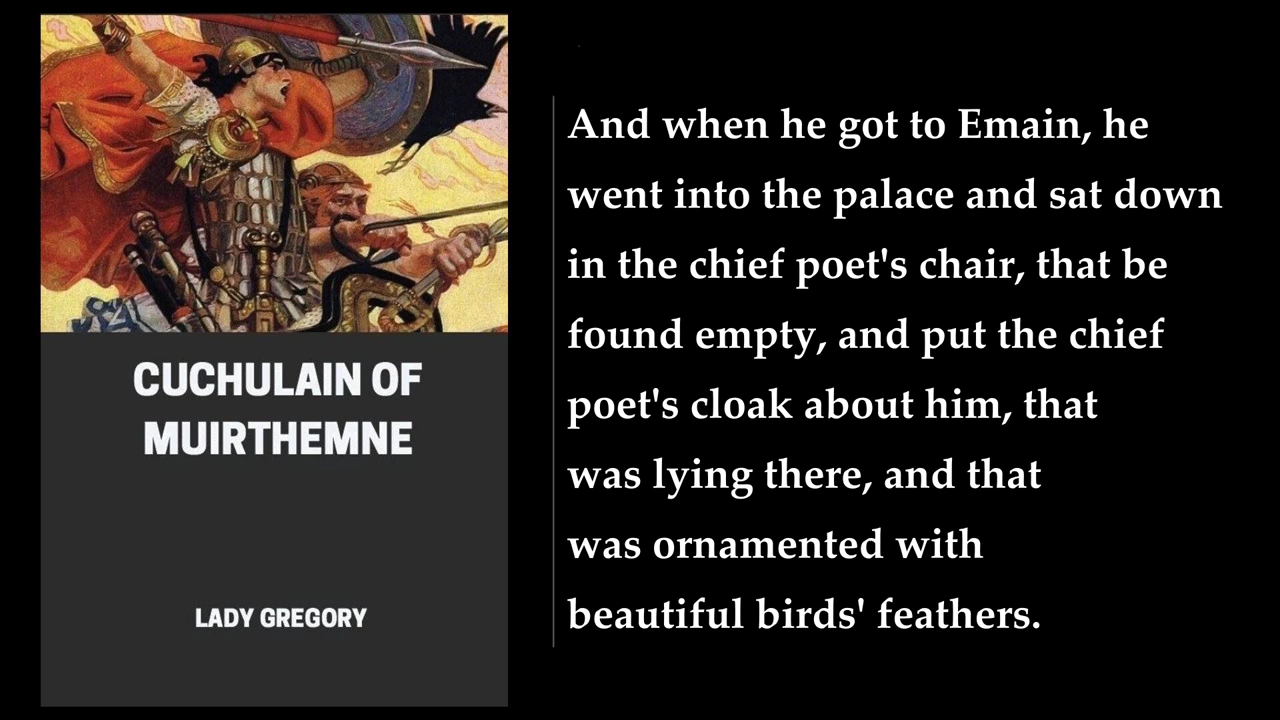 CUCHULAIN OF
MUIRTHEMNE
LADY GREGORY
And when he got to Emain, he
went into the palace and sat down
in the chief poet's chair, that be
found empty, and put the chief
poet's cloak about him, that
was lying there, and that
was ornamented with
beautiful birds' feathers.